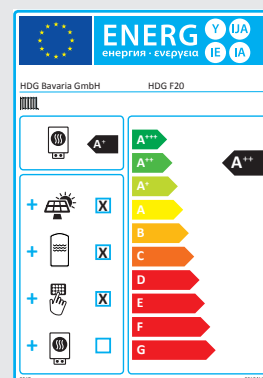 ENERG Y IJA
енергия · ενεργεια IE IA
HDG Bavaria GmbH HDG F20
A+
A+++
A++
A++
A+
A
B
C
D
E
F
G
+ X
+ X
+ X
+